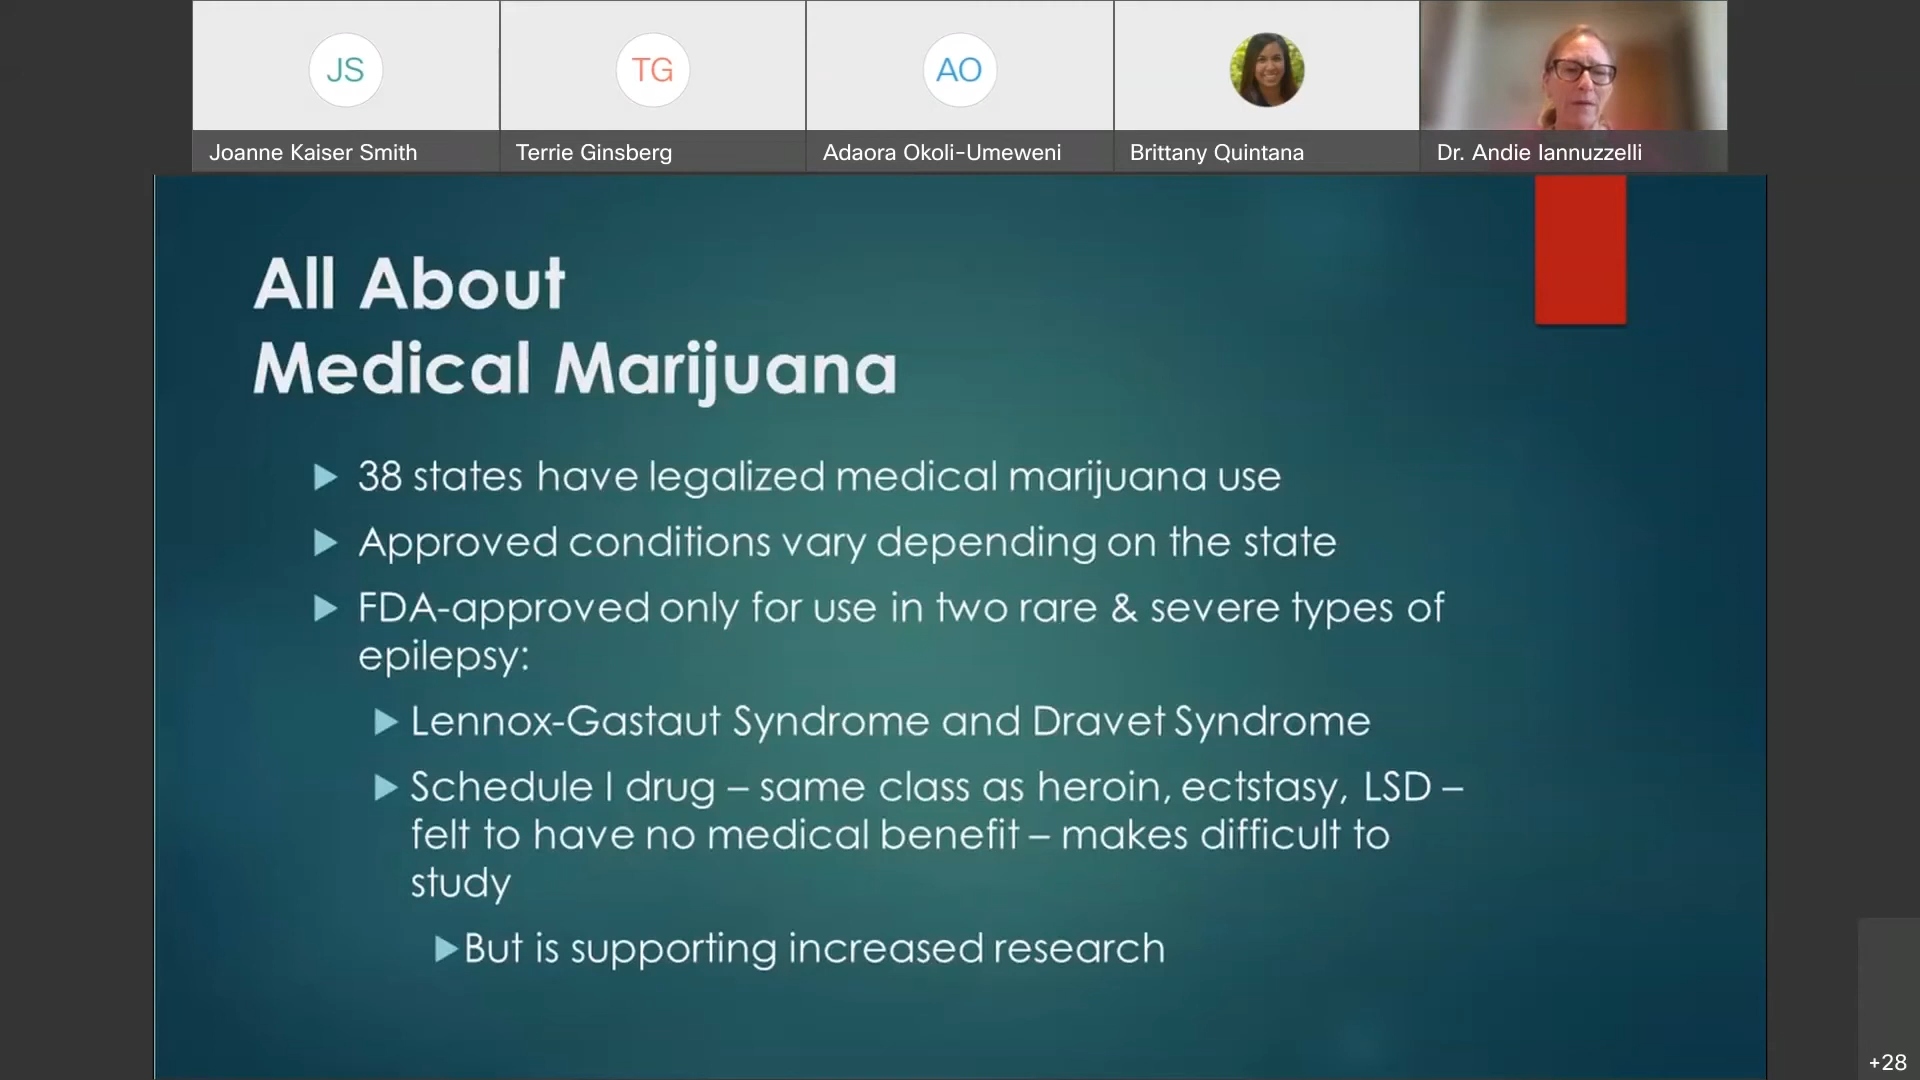 JS
TG
AO
Joanne Kaiser Smith
Terrie Ginsberg
Adaora Okoli-Umeweni
Brittany Quintana
Dr. Andie Iannuzzelli
All About
Medical Marijuana
38 states have legalized medical marijuana use
Approved conditions vary depending on the state
FDA-approved only for use in two rare & severe types of
epilepsy:
Lennox-Gastaut Syndrome and Dravet Syndrome
Schedule I drug – same class as heroin, ectstasy, LSD –
felt to have no medical benefit – makes difficult to
study
But is supporting increased research
+28